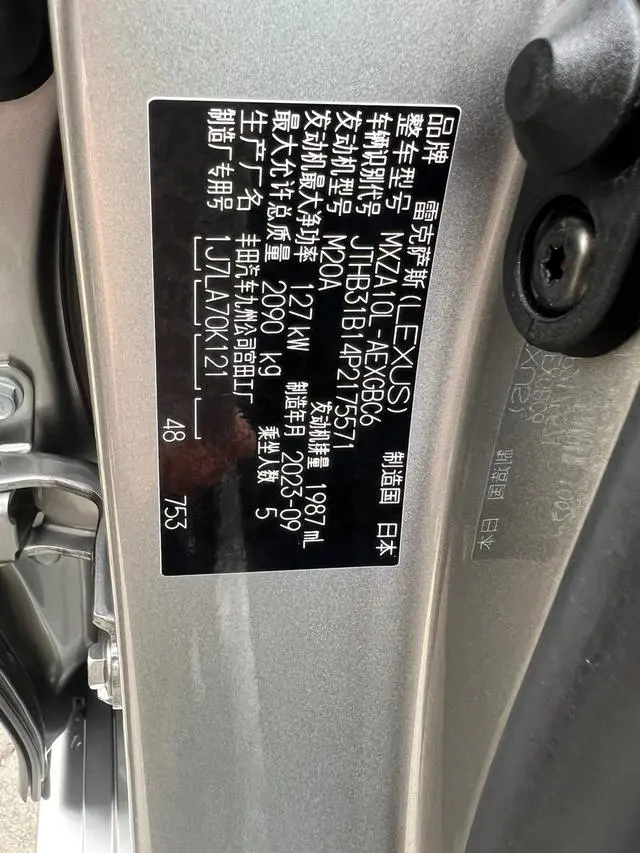 品牌 雷克萨斯(LEXUS) 制造国 日本
整车型号 MXZA10L-AEXGBC6
车辆识别代号 JTHB31B14P2175571
发动机型号 M20A 发动机排量 1987 mL
发动机最大净功率 127 kW 制造年月 2023-09
最大允许总质量 2090 kg 乘坐人数 5
生产厂名 丰田汽车九州公司宫田工厂
制造厂专用号 1J7LA70K121 48 753